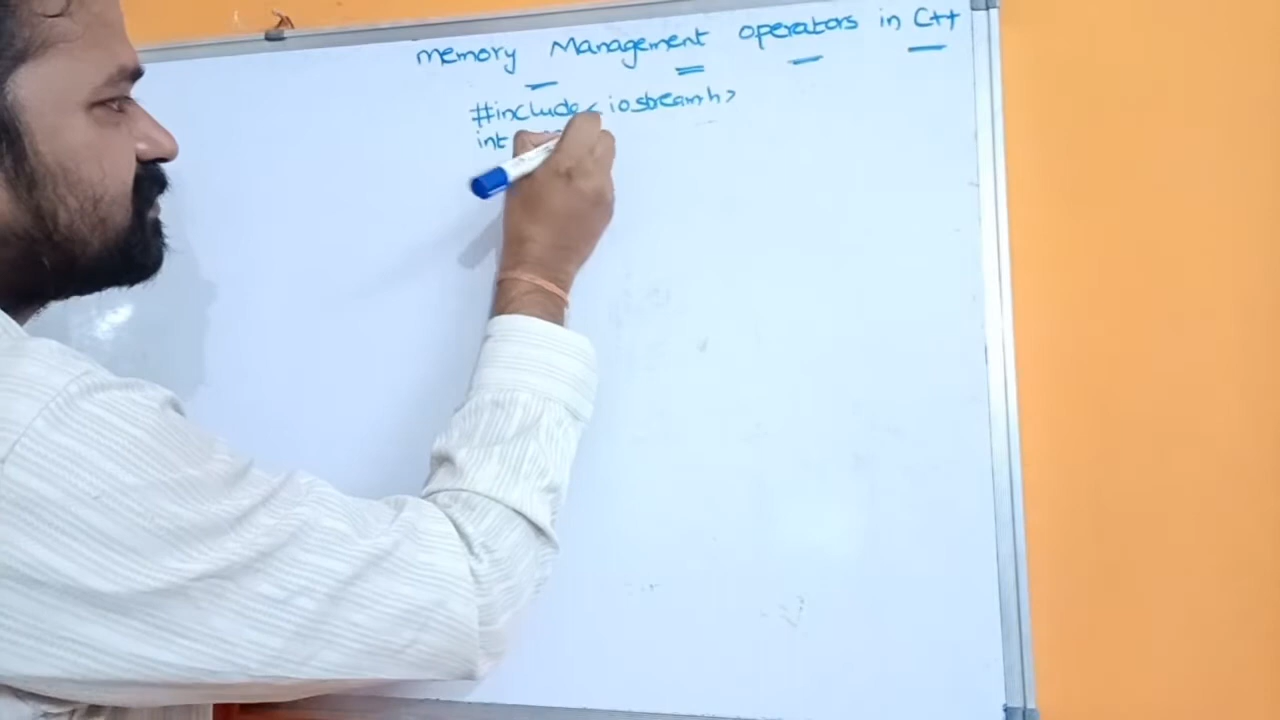 memory Management operators in C++
#include<iostream.h>
int